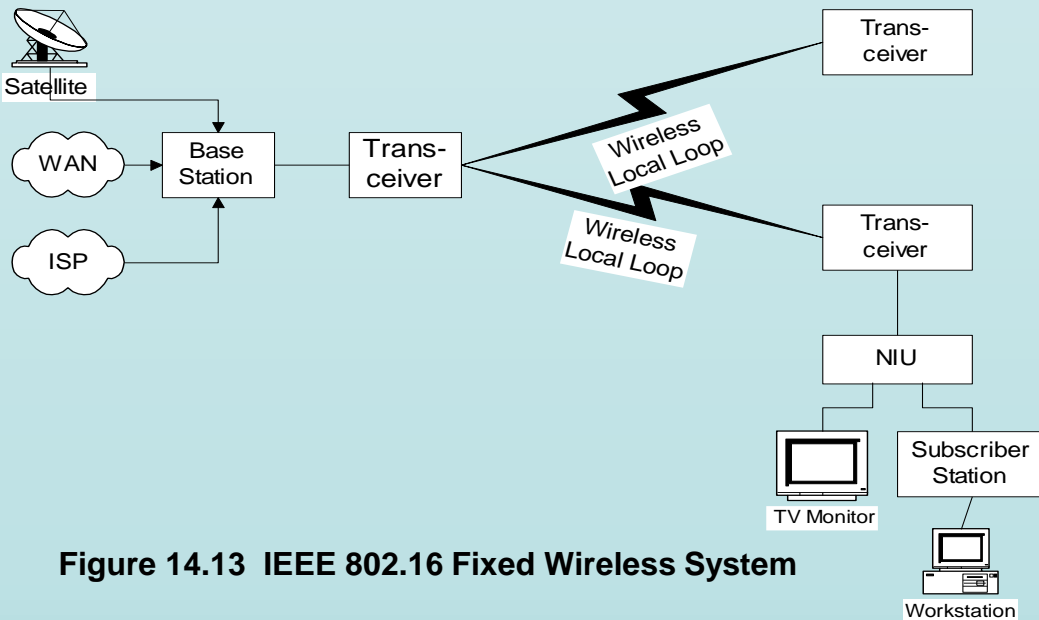 Trans-
ceiver
Satellite
WAN
Base
Station
Trans-
ceiver
Wireless
Local Loop
ISP
Wireless
Local Loop
Trans-
ceiver
NIU
Subscriber
Station
TV Monitor
Figure 14.13 IEEE 802.16 Fixed Wireless System
Workstation